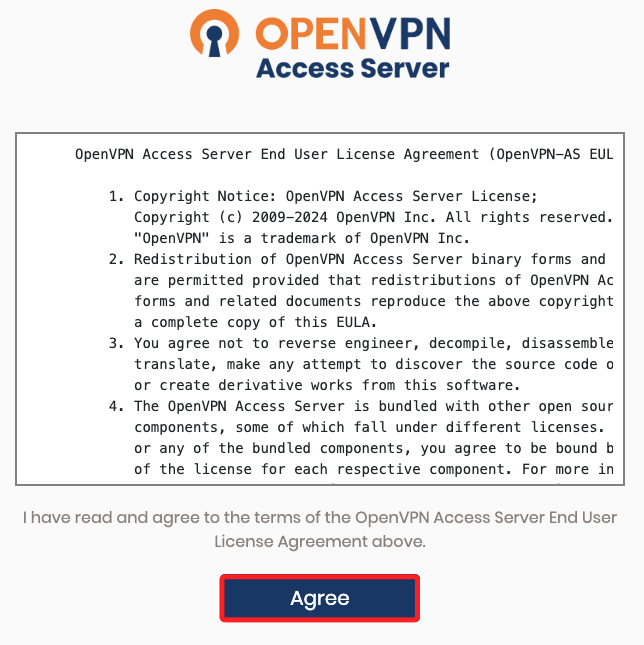 OPENVPN
Access Server
OpenVPN Access Server End User License Agreement (OpenVPN-AS EUL
1. Copyright Notice: OpenVPN Access Server License;
Copyright (c) 2009-2024 OpenVPN Inc. All rights reserved.
"OpenVPN" is a trademark of OpenVPN Inc.
2. Redistribution of OpenVPN Access Server binary forms and
are permitted provided that redistributions of OpenVPN Ac
forms and related documents reproduce the above copyright
a complete copy of this EULA.
3. You agree not to reverse engineer, decompile, disassemble
translate, make any attempt to discover the source code o
or create derivative works from this software.
4. The OpenVPN Access Server is bundled with other open sour
components, some of which fall under different licenses.
or any of the bundled components, you agree to be bound b
of the license for each respective component. For more in
I have read and agree to the terms of the OpenVPN Access Server End User
License Agreement above.
Agree